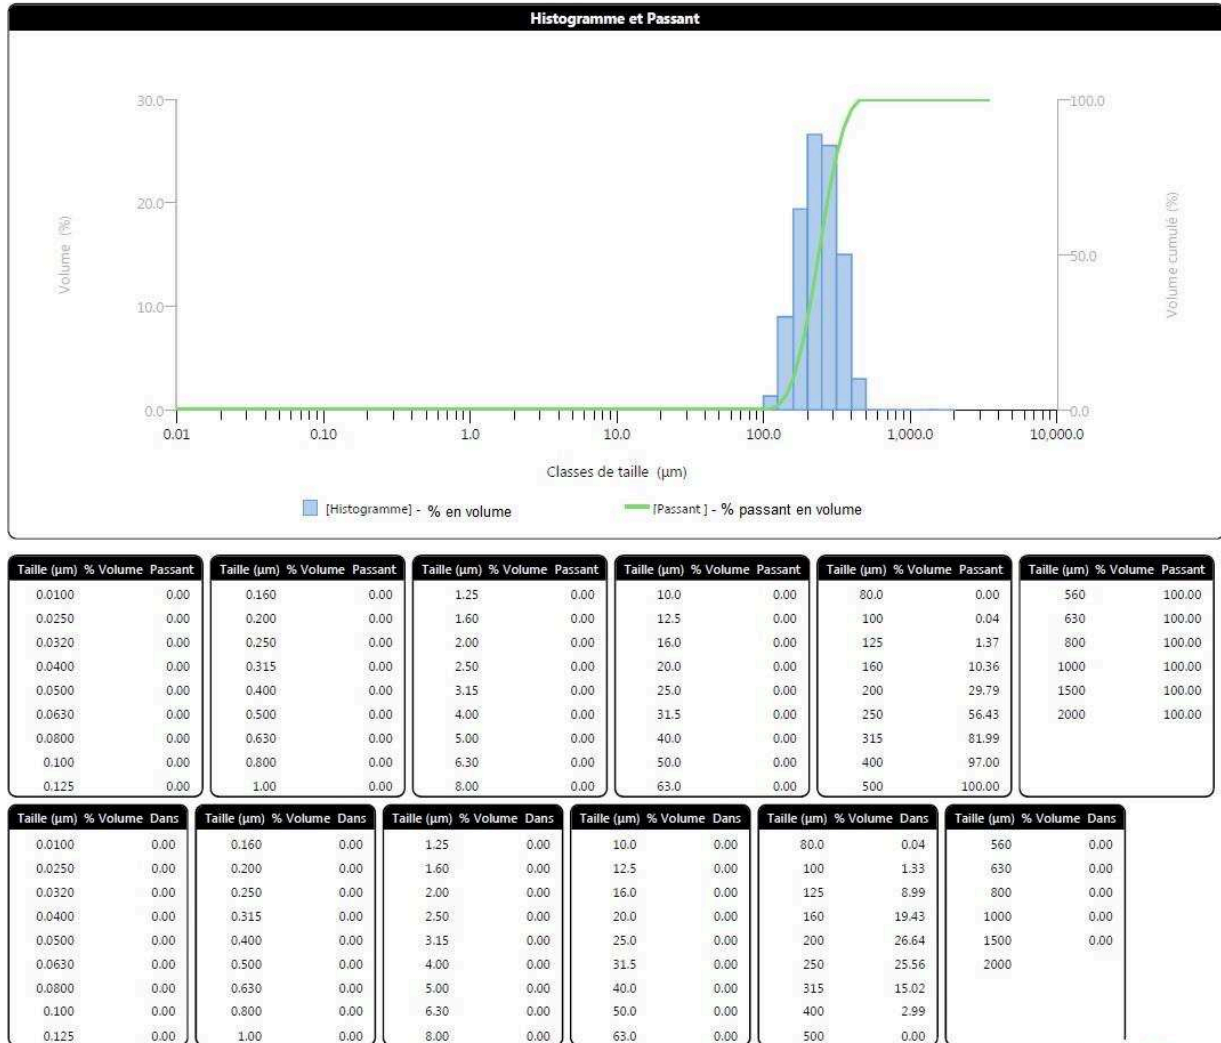 Histogramme et Passant
30.0
100.0
20.0
50.0
10.0
0.0
0.0
Volume (%)
Volume cumulé (%)
0.01 0.10 1.0 10.0 100.0 1,000.0 10,000.0
Classes de taille (µm)
[Histogramme] - % en volume [Passant ] - % passant en volume
Taille (µm) % Volume Passant Taille (µm) % Volume Passant Taille (µm) % Volume Passant Taille (µm) % Volume Passant Taille (µm) % Volume Passant Taille (µm) % Volume Passant
0.0100 0.00 0.160 0.00 1.25 0.00 10.0 0.00 80.0 0.00 560 100.00
0.0250 0.00 0.200 0.00 1.60 0.00 12.5 0.00 100 0.04 630 100.00
0.0320 0.00 0.250 0.00 2.00 0.00 16.0 0.00 125 1.37 800 100.00
0.0400 0.00 0.315 0.00 2.50 0.00 20.0 0.00 160 10.36 1000 100.00
0.0500 0.00 0.400 0.00 3.15 0.00 25.0 0.00 200 29.79 1500 100.00
0.0630 0.00 0.500 0.00 4.00 0.00 31.5 0.00 250 56.43 2000 100.00
0.0800 0.00 0.630 0.00 5.00 0.00 40.0 0.00 315 81.99
0.100 0.00 0.800 0.00 6.30 0.00 50.0 0.00 400 97.00
0.125 0.00 1.00 0.00 8.00 0.00 63.0 0.00 500 100.00
Taille (µm) % Volume Dans Taille (µm) % Volume Dans Taille (µm) % Volume Dans Taille (µm) % Volume Dans Taille (µm) % Volume Dans Taille (µm) % Volume Dans
0.0100 0.00 0.160 0.00 1.25 0.00 10.0 0.00 80.0 0.04 560 0.00
0.0250 0.00 0.200 0.00 1.60 0.00 12.5 0.00 100 1.33 630 0.00
0.0320 0.00 0.250 0.00 2.00 0.00 16.0 0.00 125 8.99 800 0.00
0.0400 0.00 0.315 0.00 2.50 0.00 20.0 0.00 160 19.43 1000 0.00
0.0500 0.00 0.400 0.00 3.15 0.00 25.0 0.00 200 26.64 1500 0.00
0.0630 0.00 0.500 0.00 4.00 0.00 31.5 0.00 250 25.56 2000
0.0800 0.00 0.630 0.00 5.00 0.00 40.0 0.00 315 15.02
0.100 0.00 0.800 0.00 6.30 0.00 50.0 0.00 400 2.99
0.125 0.00 1.00 0.00 8.00 0.00 63.0 0.00 500 0.00